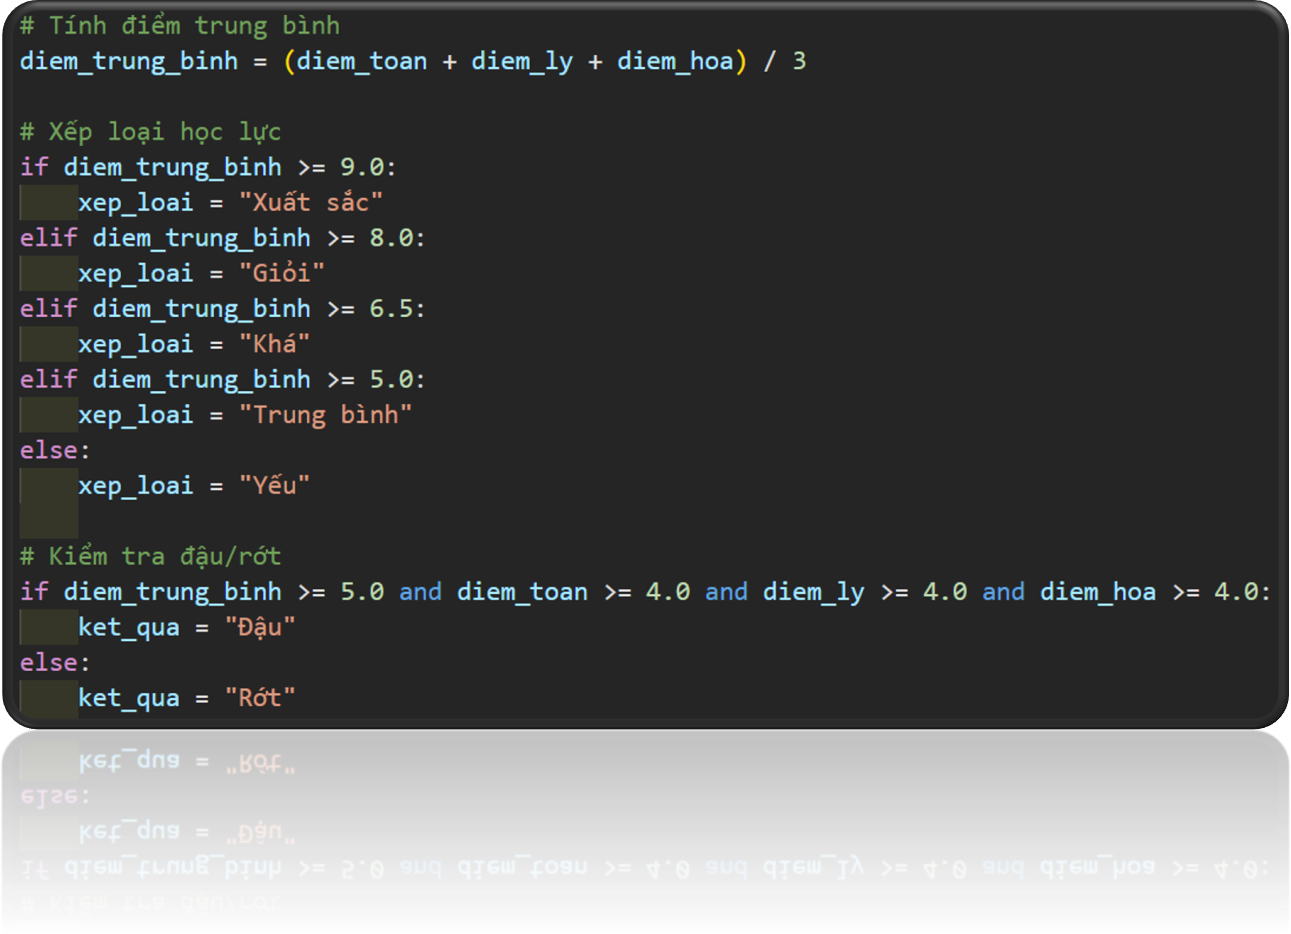 # Tính điểm trung bình
diem_trung_binh = (diem_toan + diem_ly + diem_hoa) / 3
# Xếp loại học lực
if diem_trung_binh >= 9.0:
    xep_loai = "Xuất sắc"
elif diem_trung_binh >= 8.0:
    xep_loai = "Giỏi"
elif diem_trung_binh >= 6.5:
    xep_loai = "Khá"
elif diem_trung_binh >= 5.0:
    xep_loai = "Trung bình"
else:
    xep_loai = "Yếu"
# Kiểm tra đậu/rớt
if diem_trung_binh >= 5.0 and diem_toan >= 4.0 and diem_ly >= 4.0 and diem_hoa >= 4.0:
    ket_qua = "Đậu"
else:
    ket_qua = "Rớt"